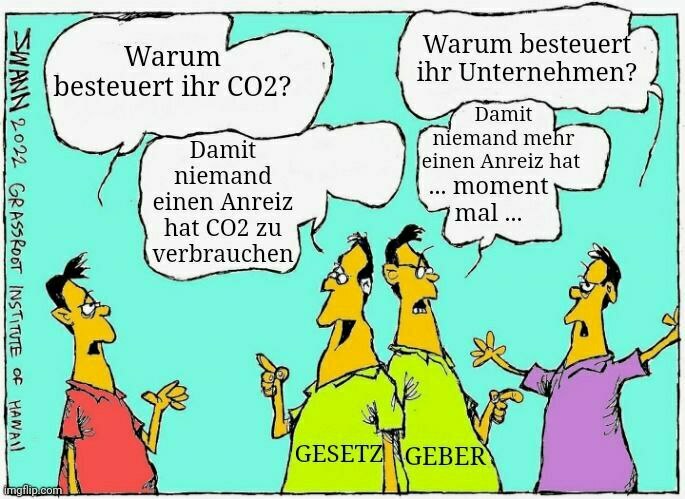 Warum
besteuert ihr CO2?
Damit
niemand
einen Anreiz
hat CO2 zu
verbrauchen
Warum besteuert
ihr Unternehmen?
Damit
niemand mehr
einen Anreiz hat
... moment
mal ...
GESETZ
GEBER
SWANN 2022 GRASSROOT INSTITUTE OF HAWAII
imgflip.com